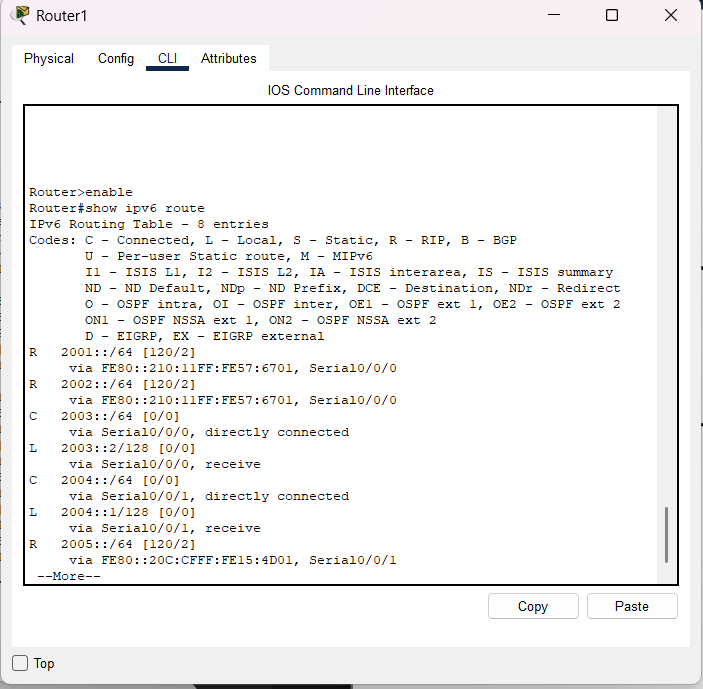 Router1
Physical Config CLI Attributes
IOS Command Line Interface
Router>enable
Router#show ipv6 route
IPv6 Routing Table - 8 entries
Codes: C - Connected, L - Local, S - Static, R - RIP, B - BGP
U - Per-user Static route, M - MIPv6
I1 - ISIS L1, I2 - ISIS L2, IA - ISIS interarea, IS - ISIS summary
ND - ND Default, NDp - ND Prefix, DCE - Destination, NDr - Redirect
O - OSPF intra, OI - OSPF inter, OE1 - OSPF ext 1, OE2 - OSPF ext 2
ON1 - OSPF NSSA ext 1, ON2 - OSPF NSSA ext 2
D - EIGRP, EX - EIGRP external
R 2001::/64 [120/2]
via FE80::210:11FF:FE57:6701, Serial0/0/0
R 2002::/64 [120/2]
via FE80::210:11FF:FE57:6701, Serial0/0/0
C 2003::/64 [0/0]
via Serial0/0/0, directly connected
L 2003::2/128 [0/0]
via Serial0/0/0, receive
C 2004::/64 [0/0]
via Serial0/0/1, directly connected
L 2004::1/128 [0/0]
via Serial0/0/1, receive
R 2005::/64 [120/2]
via FE80::20C:CFFF:FE15:4D01, Serial0/0/1
--More--
Copy Paste
Top